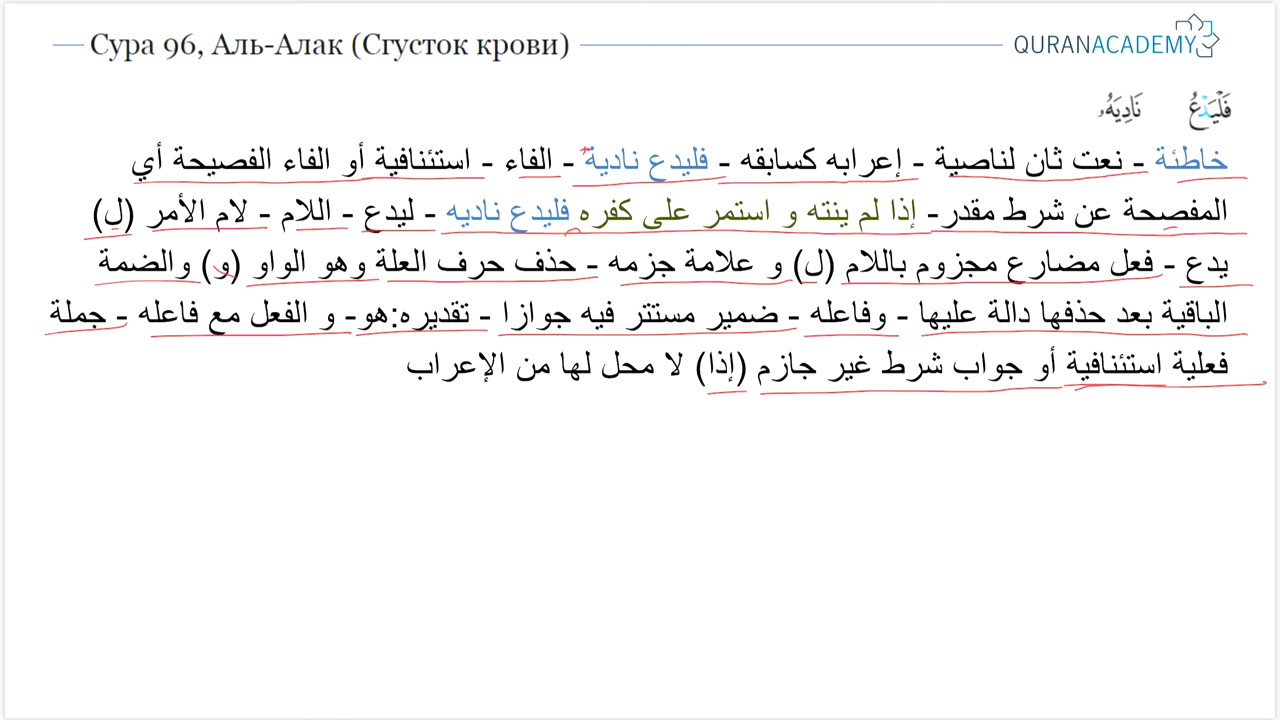 Сура 96, Аль-Алак (Сгусток крови)
QURANACADEMY
فَلْيَدْعُ نَادِيَهُۥ
خاطئة - نعت ثان لناصية - إعرابه كسابقه - فليدع نادية - الفاء - استئنافية أو الفاء الفصيحة أي
المفصحة عن شرط مقدر- إذا لم ينته و استمر على كفره فليدع ناديه - ليدع - اللام - لام الأمر (لِ)
يدع - فعل مضارع مجزوم باللام (ل) و علامة جزمه - حذف حرف العلة وهو الواو (و) والضمة
الباقية بعد حذفها دالة عليها - وفاعله - ضمير مستتر فيه جوازا - تقديره:هو- و الفعل مع فاعله - جملة
فعلية استئنافية أو جواب شرط غير جازم (إذا) لا محل لها من الإعراب